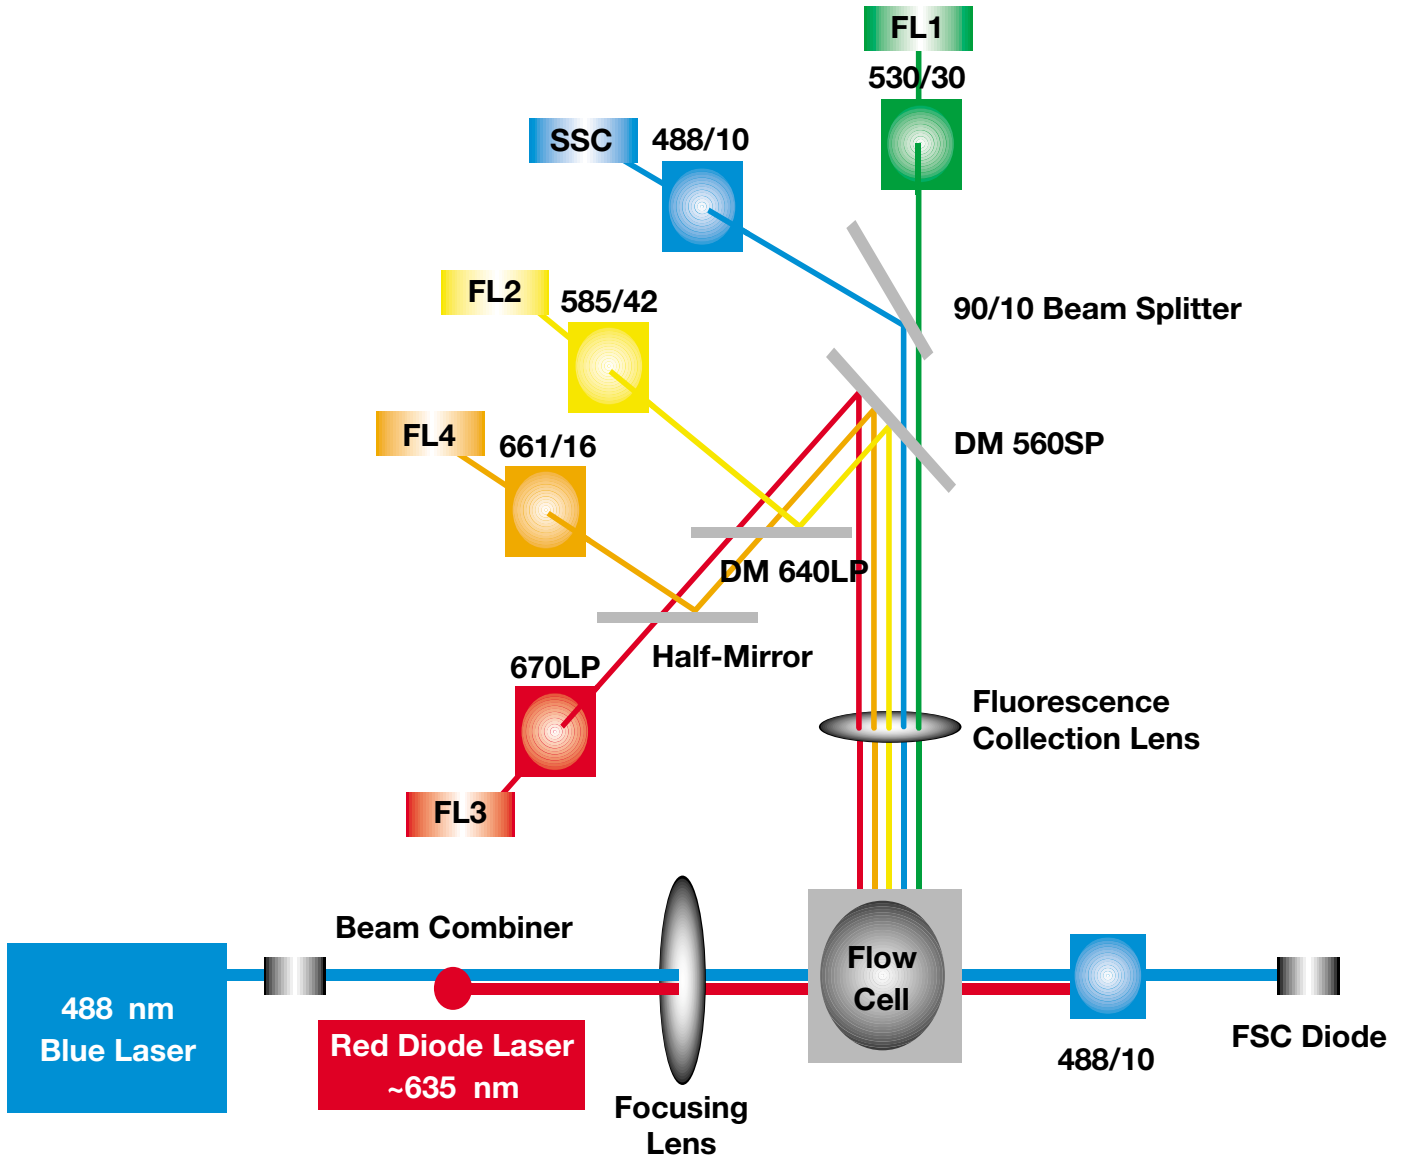 FL1
530/30
SSC
488/10
90/10 Beam Splitter
FL2
585/42
DM 560SP
FL4
661/16
DM 640LP
Half-Mirror
670LP
Fluorescence
Collection Lens
FL3
Beam Combiner
Flow
Cell
488 nm
Blue Laser
Red Diode Laser
~635 nm
FSC Diode
488/10
Focusing
Lens